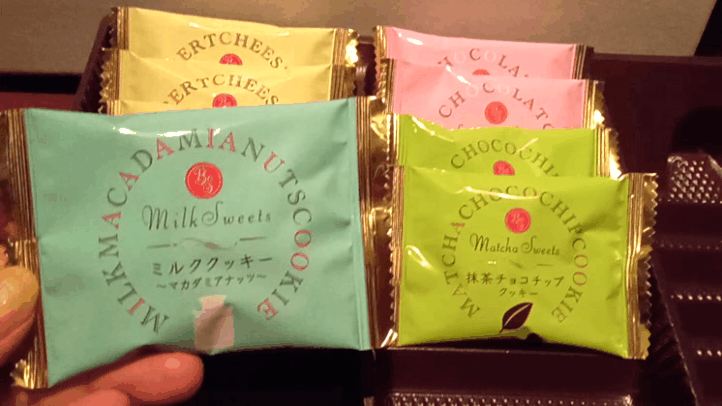 ERTCHEES
ERTCHEES
CHOCOLA
CHOCOLAT
CHOCOCHIP
MILKMACADAMIANUTSCOOKIE
BS
Milk Sweets
ミルククッキー
～マカダミアナッツ～
MATCHACHOCOCHIPCOOKIE
BS
Matcha Sweets
抹茶チョコチップ
クッキー